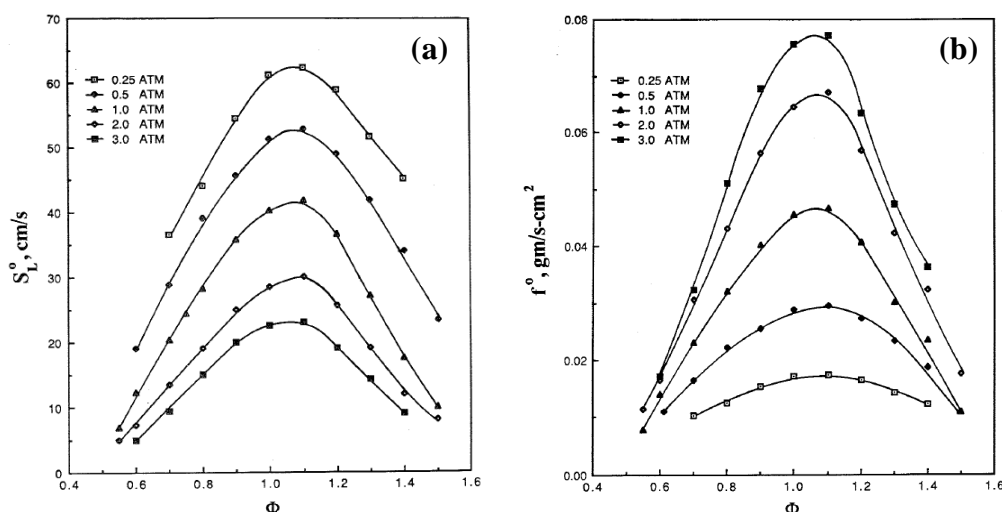 (a)
70
60
50
40
30
20
10
0
S_L^o, cm/s
0.25 ATM
0.5 ATM
1.0 ATM
2.0 ATM
3.0 ATM
0.4 0.6 0.8 1.0 1.2 1.4 1.6
Φ
(b)
0.08
0.06
0.04
0.02
0.00
f^o, gm/s-cm²
0.25 ATM
0.5 ATM
1.0 ATM
2.0 ATM
3.0 ATM
0.4 0.6 0.8 1.0 1.2 1.4 1.6
Φ